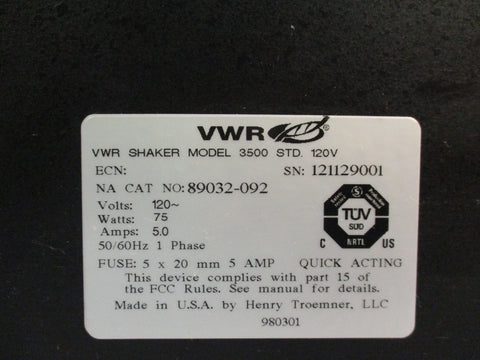 VWR
VWR SHAKER MODEL 3500 STD. 120V
ECN: SN: 121129001
NA CAT NO: 89032-092
Volts: 120~
Watts: 75
Amps: 5.0
50/60Hz 1 Phase
TÜV
SÜD
C NRTL US
FUSE: 5 x 20 mm 5 AMP QUICK ACTING
This device complies with part 15 of
the FCC Rules. See manual for details.
Made in U.S.A. by Henry Troemner, LLC
980301